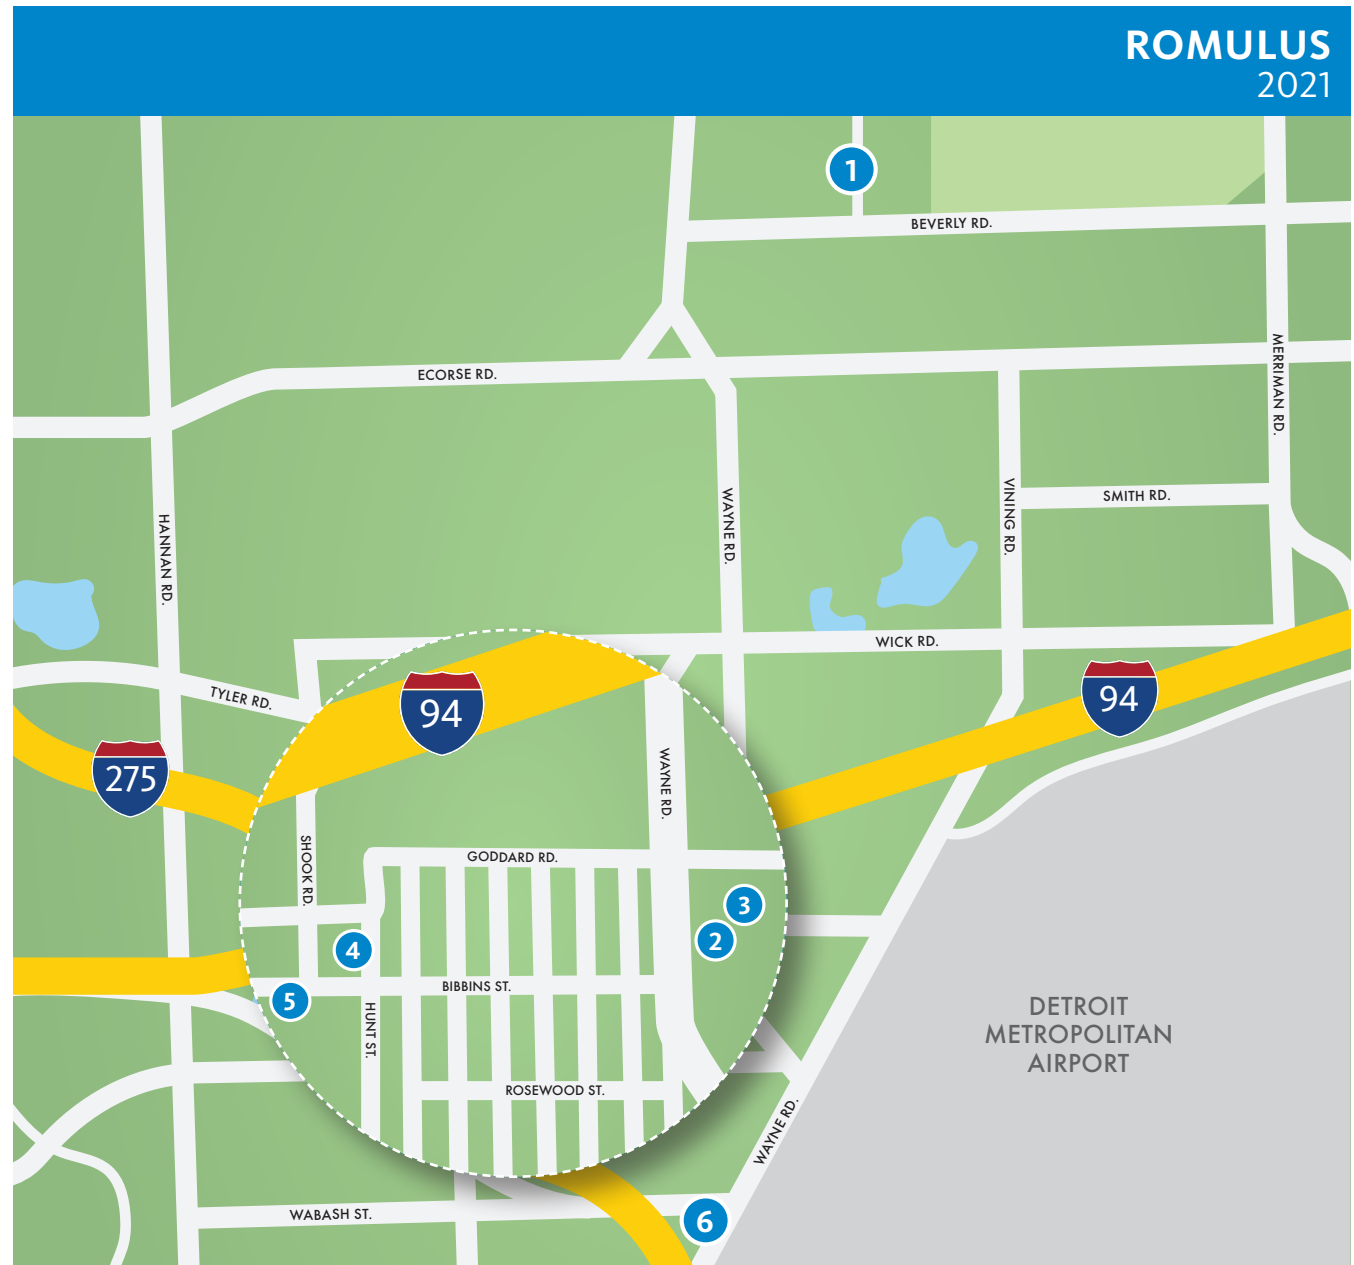 ROMULUS
2021
1
BEVERLY RD.
MERRIMAN RD.
ECORSE RD.
HANNAN RD.
WAYNE RD.
VINING RD.
SMITH RD.
WICK RD.
TYLER RD.
94
94
275
WAYNE RD.
SHOOK RD.
GODDARD RD.
3
2
4
5
BIBBINS ST.
HUNT ST.
DETROIT
METROPOLITAN
AIRPORT
ROSEWOOD ST.
WAYNE RD.
WABASH ST.
6